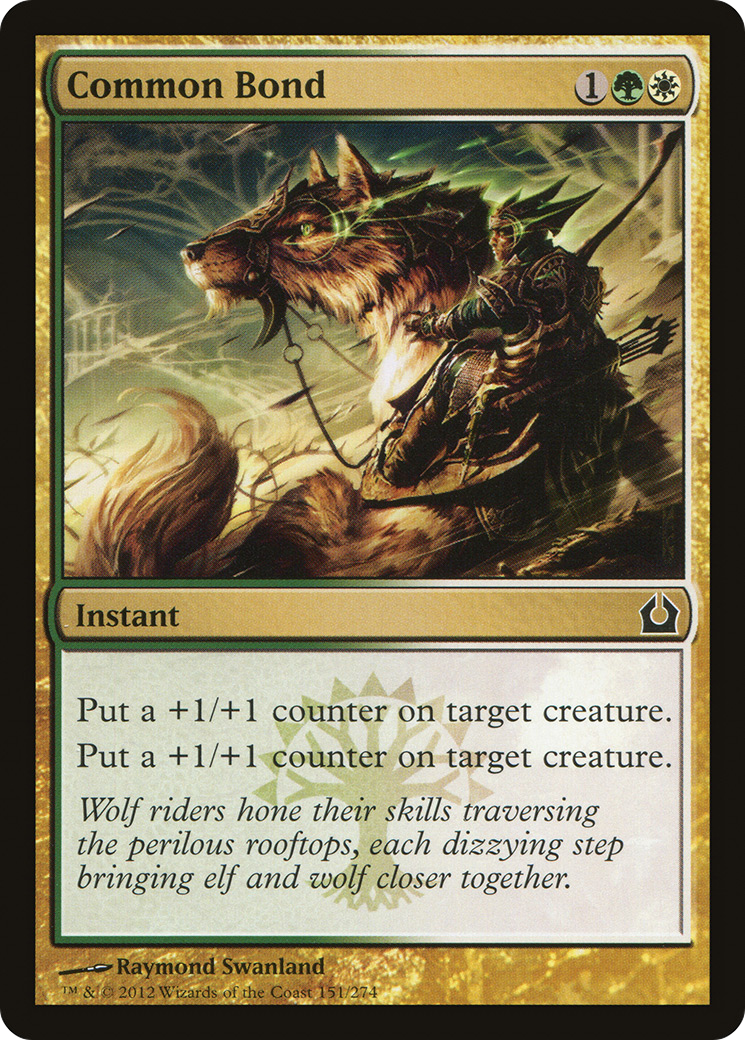 Common Bond 1
Instant
Put a +1/+1 counter on target creature.
Put a +1/+1 counter on target creature.
Wolf riders hone their skills traversing
the perilous rooftops, each dizzying step
bringing elf and wolf closer together.
Raymond Swanland
™ & © 2012 Wizards of the Coast 151/274